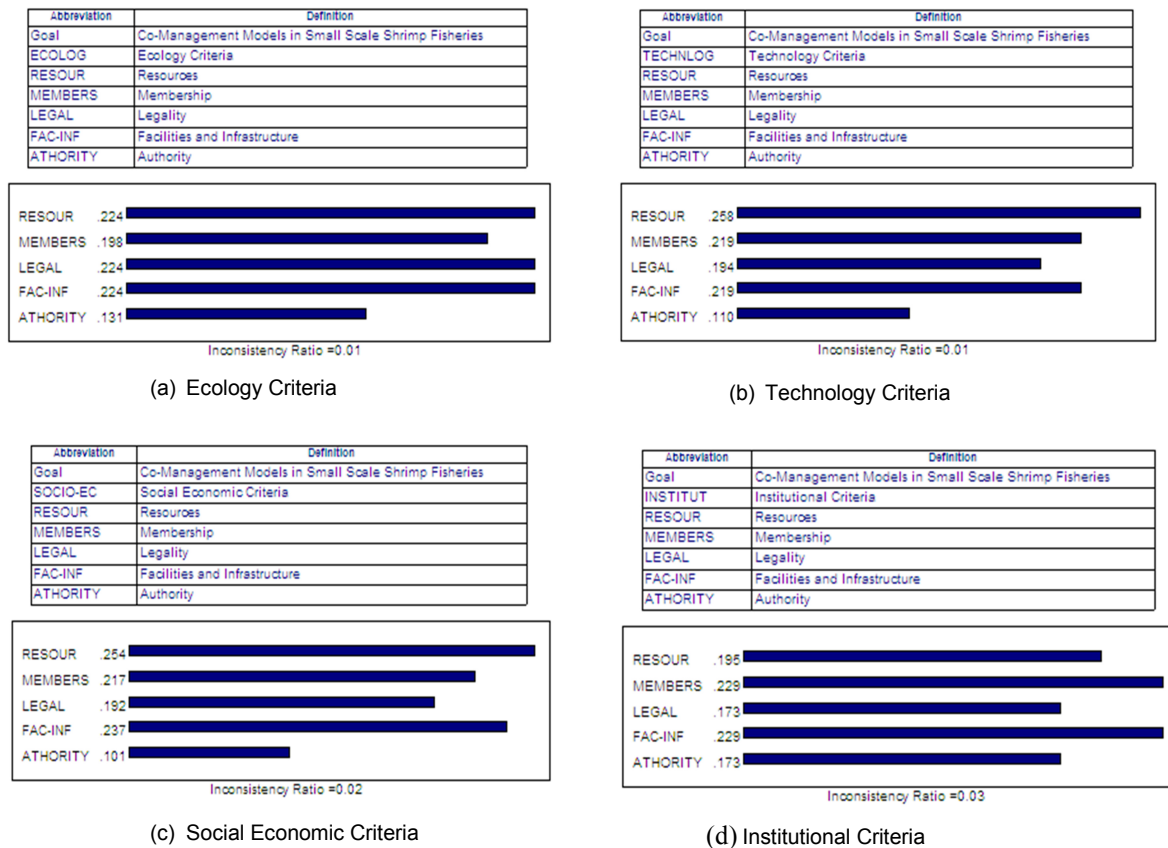 Abbreviation Definition
Goal Co-Management Models in Small Scale Shrimp Fisheries
ECOLOG Ecology Criteria
RESOUR Resources
MEMBERS Membership
LEGAL Legality
FAC-INF Facilities and Infrastructure
ATHORITY Authority
RESOUR .224
MEMBERS .198
LEGAL .224
FAC-INF .224
ATHORITY .131
Inconsistency Ratio =0.01
(a) Ecology Criteria
Abbreviation Definition
Goal Co-Management Models in Small Scale Shrimp Fisheries
TECHNLOG Technology Criteria
RESOUR Resources
MEMBERS Membership
LEGAL Legality
FAC-INF Facilities and Infrastructure
ATHORITY Authority
RESOUR .258
MEMBERS .219
LEGAL .194
FAC-INF .219
ATHORITY .110
Inconsistency Ratio =0.01
(b) Technology Criteria
Abbreviation Definition
Goal Co-Management Models in Small Scale Shrimp Fisheries
SOCIO-EC Social Economic Criteria
RESOUR Resources
MEMBERS Membership
LEGAL Legality
FAC-INF Facilities and Infrastructure
ATHORITY Authority
RESOUR .254
MEMBERS .217
LEGAL .192
FAC-INF .237
ATHORITY .101
Inconsistency Ratio =0.02
(c) Social Economic Criteria
Abbreviation Definition
Goal Co-Management Models in Small Scale Shrimp Fisheries
INSTITUT Institutional Criteria
RESOUR Resources
MEMBERS Membership
LEGAL Legality
FAC-INF Facilities and Infrastructure
ATHORITY Authority
RESOUR .195
MEMBERS .229
LEGAL .173
FAC-INF .229
ATHORITY .173
Inconsistency Ratio =0.03
(d) Institutional Criteria